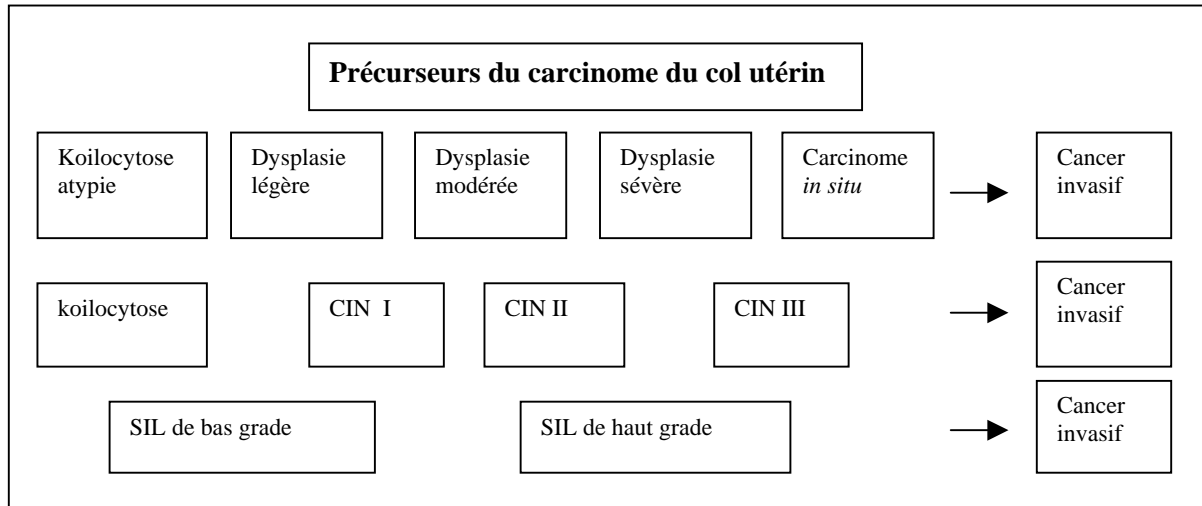 Précurseurs du carcinome du col utérin
Koilocytose
atypie
Dysplasie
légère
Dysplasie
modérée
Dysplasie
sévère
Carcinome
in situ
Cancer
invasif
koilocytose
CIN I
CIN II
CIN III
Cancer
invasif
SIL de bas grade
SIL de haut grade
Cancer
invasif